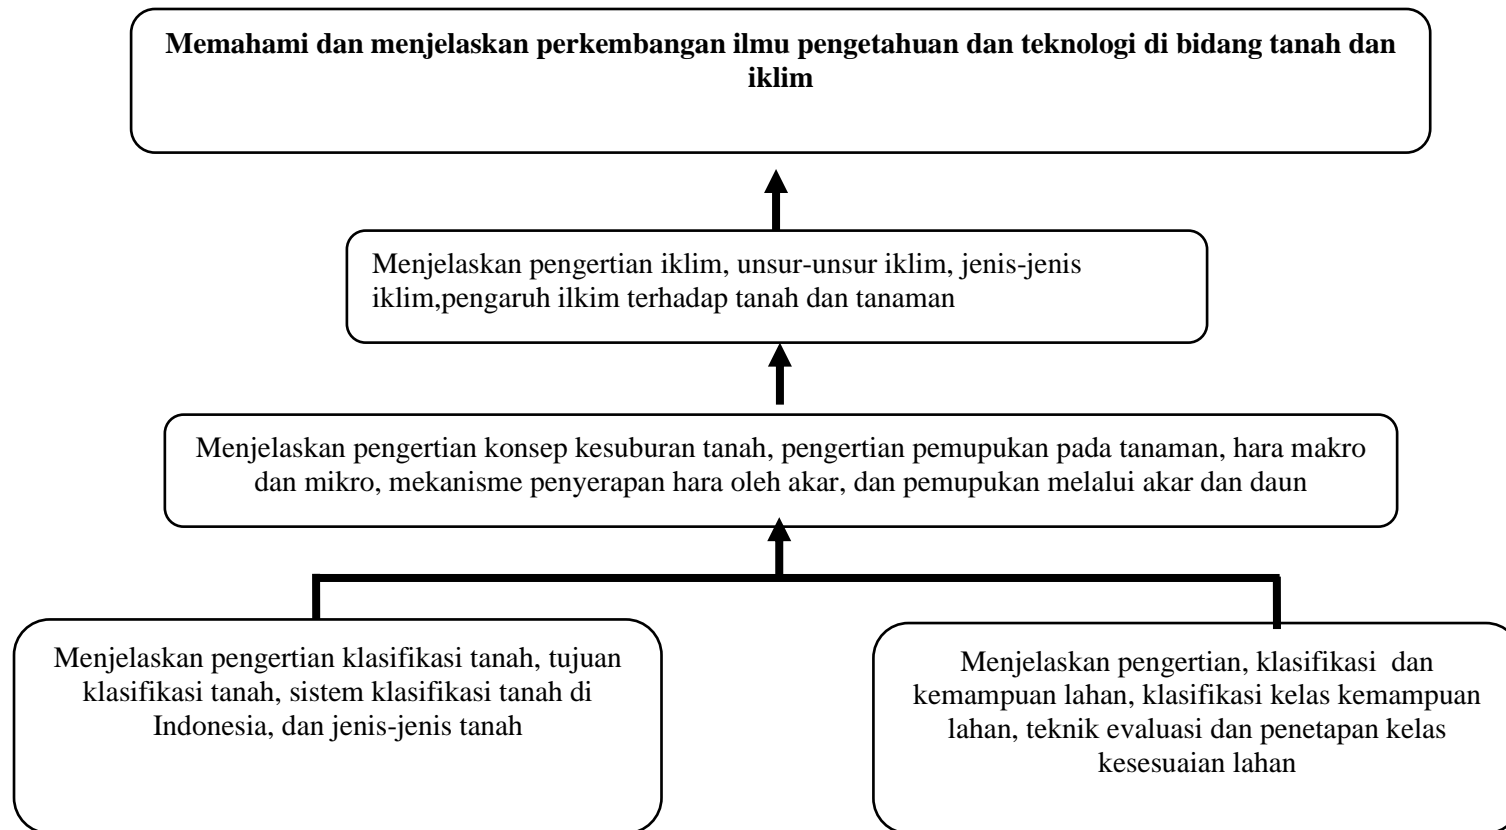 Memahami dan menjelaskan perkembangan ilmu pengetahuan dan teknologi di bidang tanah dan
iklim
Menjelaskan pengertian iklim, unsur-unsur iklim, jenis-jenis
iklim,pengaruh ilkim terhadap tanah dan tanaman
Menjelaskan pengertian konsep kesuburan tanah, pengertian pemupukan pada tanaman, hara makro
dan mikro, mekanisme penyerapan hara oleh akar, dan pemupukan melalui akar dan daun
Menjelaskan pengertian klasifikasi tanah, tujuan
klasifikasi tanah, sistem klasifikasi tanah di
Indonesia, dan jenis-jenis tanah
Menjelaskan pengertian, klasifikasi  dan
kemampuan lahan, klasifikasi kelas kemampuan
lahan, teknik evaluasi dan penetapan kelas
kesesuaian lahan